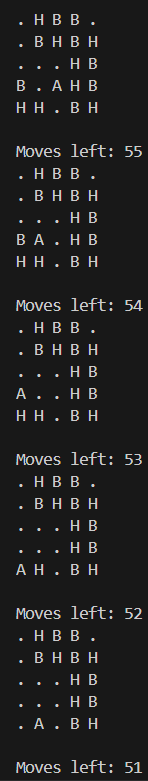 . H B B .
. B H B H
. . . H B
B . A H B
H H . B H
Moves left: 55
. H B B .
. B H B H
. . . H B
B A . H B
H H . B H
Moves left: 54
. H B B .
. B H B H
. . . H B
A . . H B
H H . B H
Moves left: 53
. H B B .
. B H B H
. . . H B
. . . H B
A H . B H
Moves left: 52
. H B B .
. B H B H
. . . H B
. . . H B
. A . B H
Moves left: 51